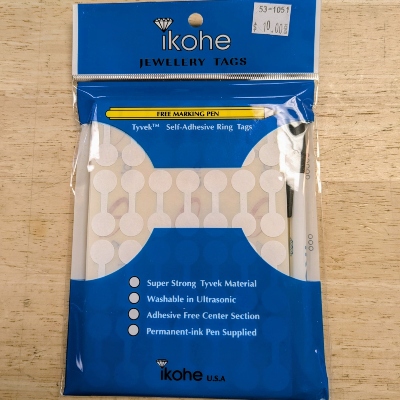 53-1051
$ 10.00
ikohe
JEWELERY TAGS
FREE MARKING PEN
Tyvek™ Self-Adhesive Ring Tags
Super Strong Tyvek Material
Washable in Ultrasonic
Adhesive Free Center Section
Permanent-ink Pen Supplied
ikohe U.S.A